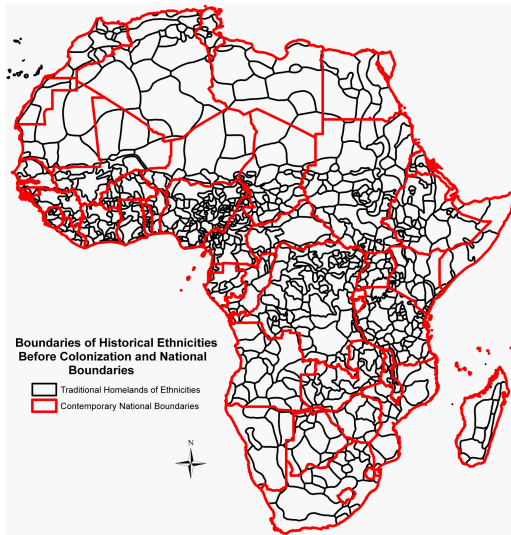 Boundaries of Historical Ethnicities
Before Colonization and National
Boundaries
Traditional Homelands of Ethnicities
Contemporary National Boundaries
N